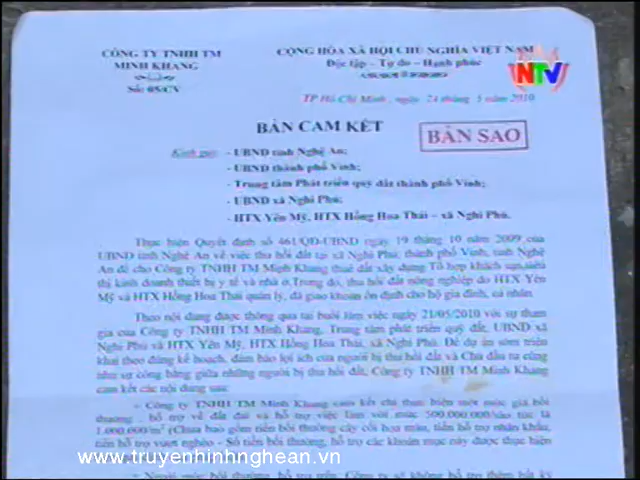 CÔNG TY TNHH TM
MINH KHANG
Số: 05/CV
CỘNG HÒA XÃ HỘI CHỦ NGHĨA VIỆT NAM
Độc lập - Tự do - Hạnh phúc
NTV
TP Hồ Chí Minh, ngày 24 tháng 5 năm 2010
BẢN CAM KẾT
BẢN SAO
Kính gửi: - UBND tỉnh Nghệ An;
- UBND thành phố Vinh;
- Trung tâm Phát triển quỹ đất thành phố Vinh;
- UBND xã Nghi Phú;
- HTX Yên Mỹ, HTX Hồng Hoa Thái – xã Nghi Phú.
Thực hiện Quyết định số 461/QĐ-UBND ngày 19 tháng 10 năm 2009 của
UBND tỉnh Nghệ An về việc thu hồi đất tại xã Nghi Phú, thành phố Vinh, tỉnh Nghệ
An để cho Công ty TNHH TM Minh Khang thuê đất xây dựng Tổ hợp khách sạn, siêu
thị kinh doanh thiết bị y tế và nhà ở. Trong đó, thu hồi đất nông nghiệp do HTX Yên
Mỹ và HTX Hồng Hoa Thái quản lý, đã giao khoán ổn định cho hộ gia đình, cá nhân.
Theo nội dung được thông qua tại buổi làm việc ngày 21/05/2010 với sự tham
gia của Công ty TNHH TM Minh Khang, Trung tâm phát triển quỹ đất, UBND xã
Nghi Phú và HTX Yên Mỹ, HTX Hồng Hoa Thái, xã Nghi Phú. Để dự án sớm triển
khai theo đúng kế hoạch, đảm bảo lợi ích của người bị thu hồi đất và Chủ đầu tư cũng
như sự công bằng giữa những người bị thu hồi đất, Công ty TNHH TM Minh Khang
cam kết các nội dung sau:
- Công ty TNHH TM Minh Khang cam kết chi thực hiện một mức giá bồi
thường - hỗ trợ về đất đai và hỗ trợ việc làm với mức 500.000.000/sào tức là
1.000.000/m² (Chưa bao gồm tiền bồi thường cây cối hoa màu, tiền hỗ trợ nhân khẩu,
tiền hỗ trợ vượt nghèo - Số tiền bồi thường, hỗ trợ các khoản mục này được thực hiện
www.truyenhinhnghean.vn
- Ngoài mức bồi thường, hỗ trợ trên, Công ty sẽ không hỗ trợ thêm bất kỳ